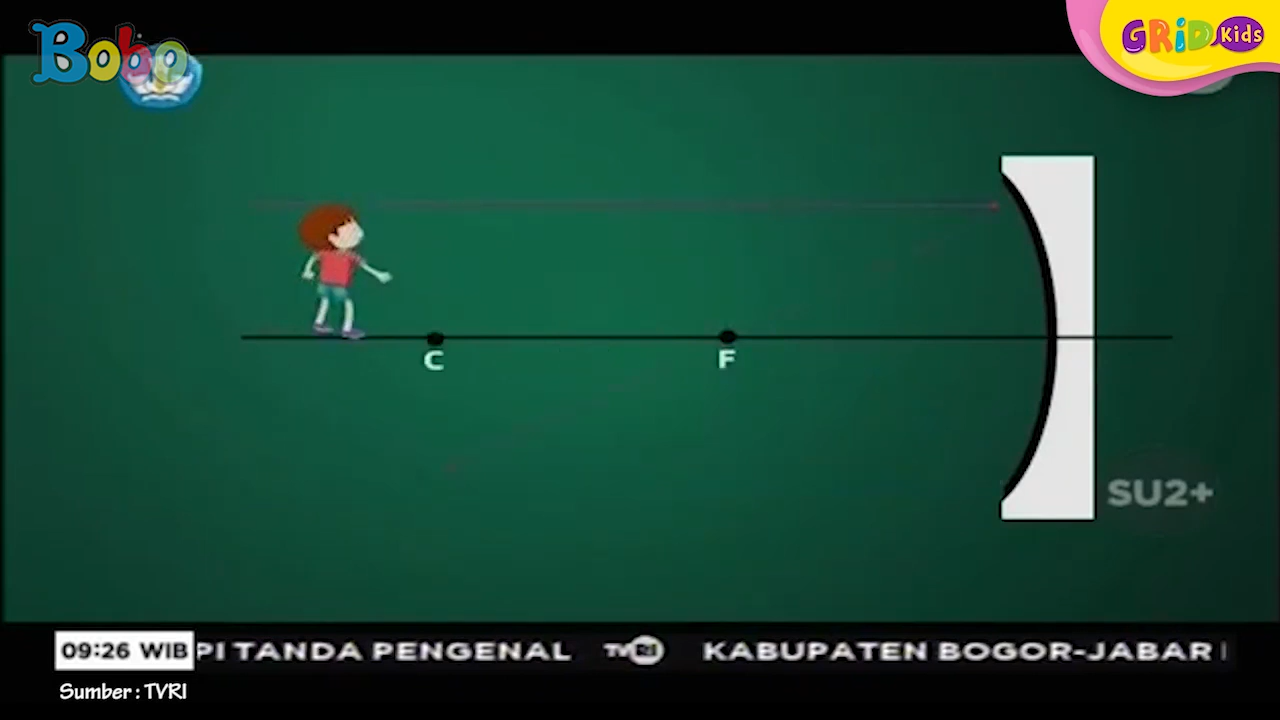 Bobo
GRiD Kids
C
F
SU2+
09:26 WIB PI TANDA PENGENAL TVRI KABUPATEN BOGOR-JABAR
Sumber : TVRI